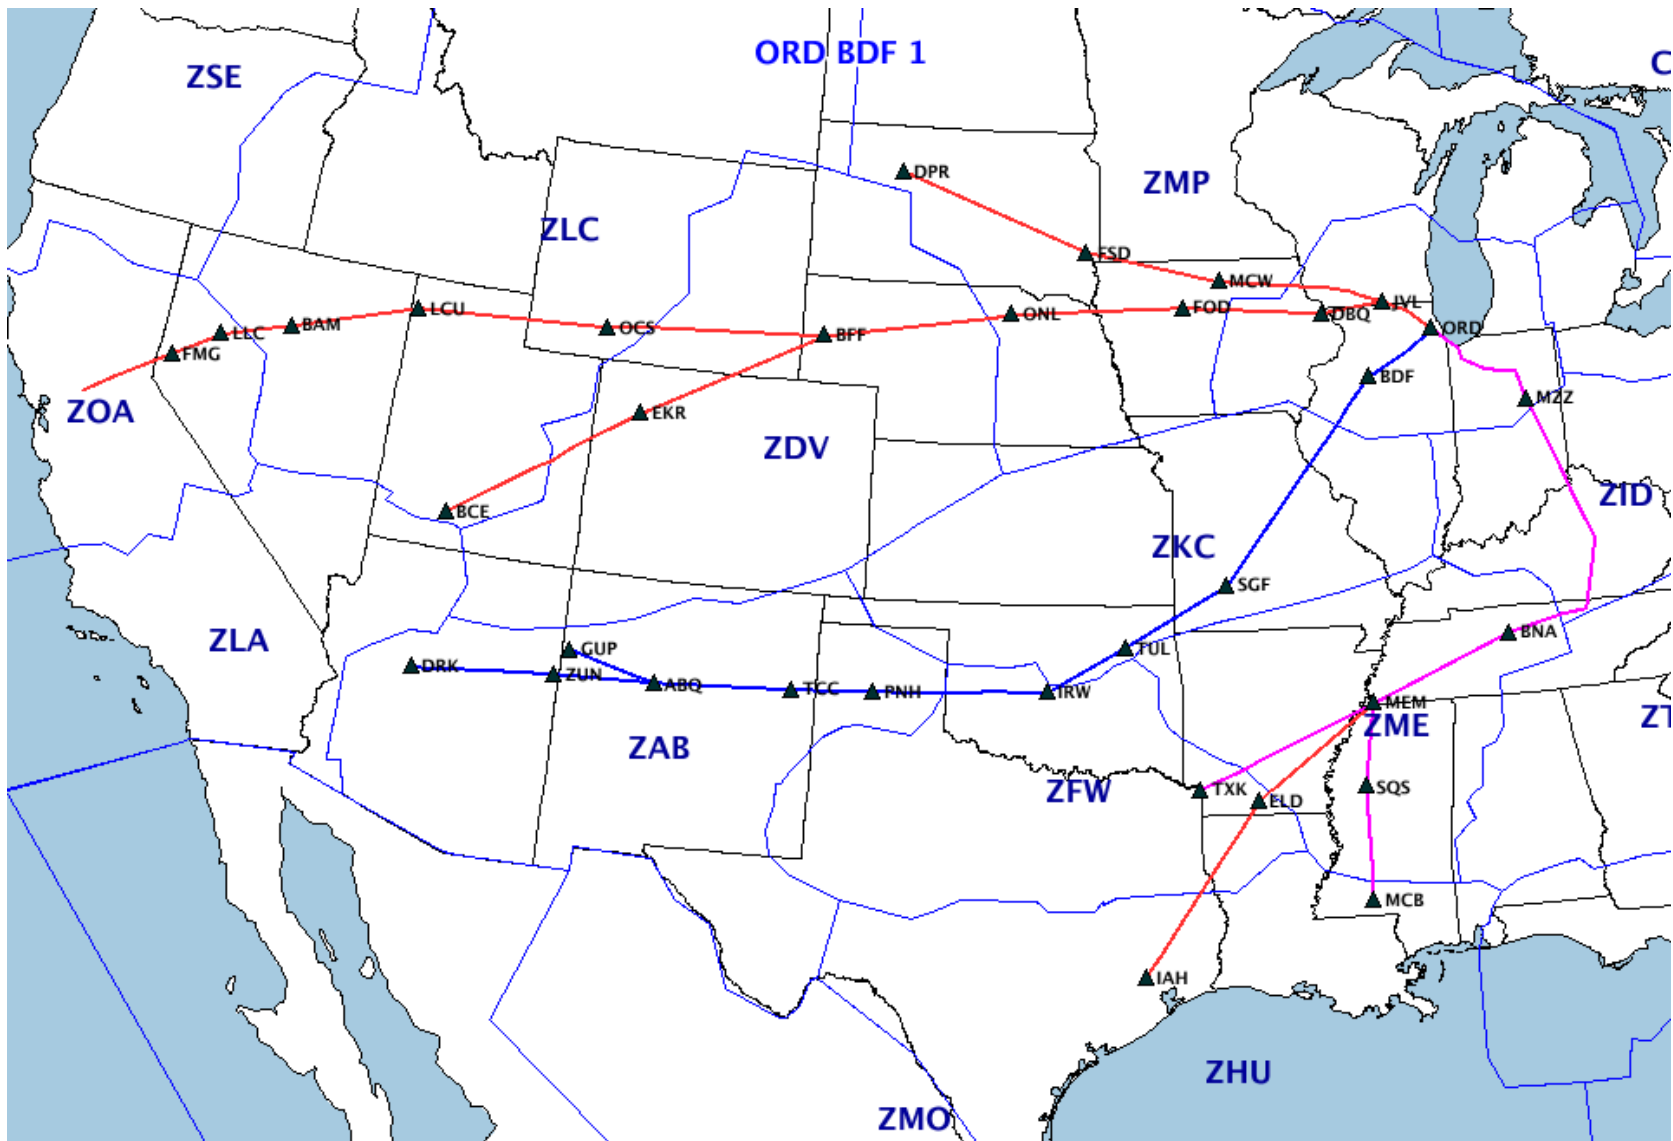 ORD BDF 1
C
ZSE
DPR
ZMP
ZLC
FSD
MCW
LCU
JVL
ONL
FOD
DBQ
BAM
LLC
OCS
BFF
ORD
FMG
BDF
MZZ
ZOA
EKR
ZDV
ZID
BCE
ZKC
SGF
ZLA
BNA
GUP
TUL
DRK
ZUN
ABQ
TCC
PNH
IRW
MEM
ZT
ZME
ZAB
SQS
ZFW
TXK
ELD
MCB
IAH
ZHU
ZMO